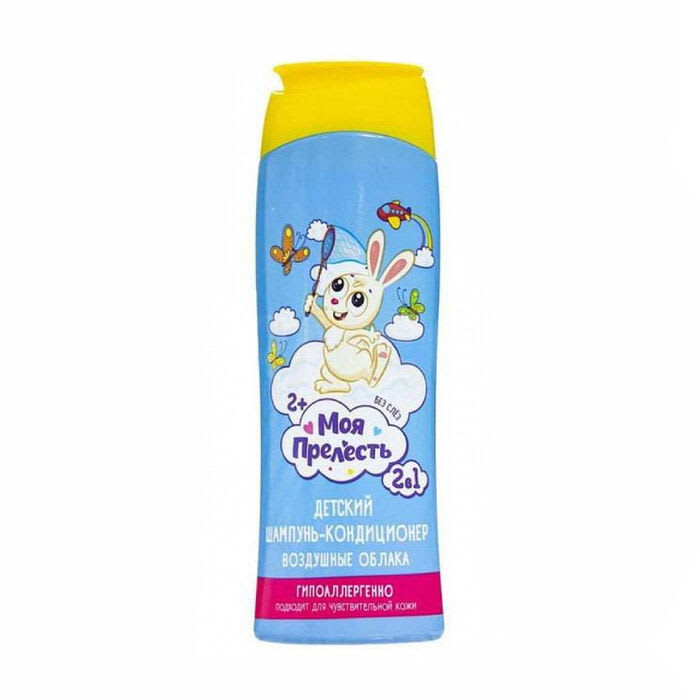 2+
БЕЗ СЛЁЗ
Моя
Прелесть
2в1
ДЕТСКИЙ
ШАМПУНЬ-КОНДИЦИОНЕР
ВОЗДУШНЫЕ ОБЛАКА
ГИПОАЛЛЕРГЕННО
подходит для чувствительной кожи